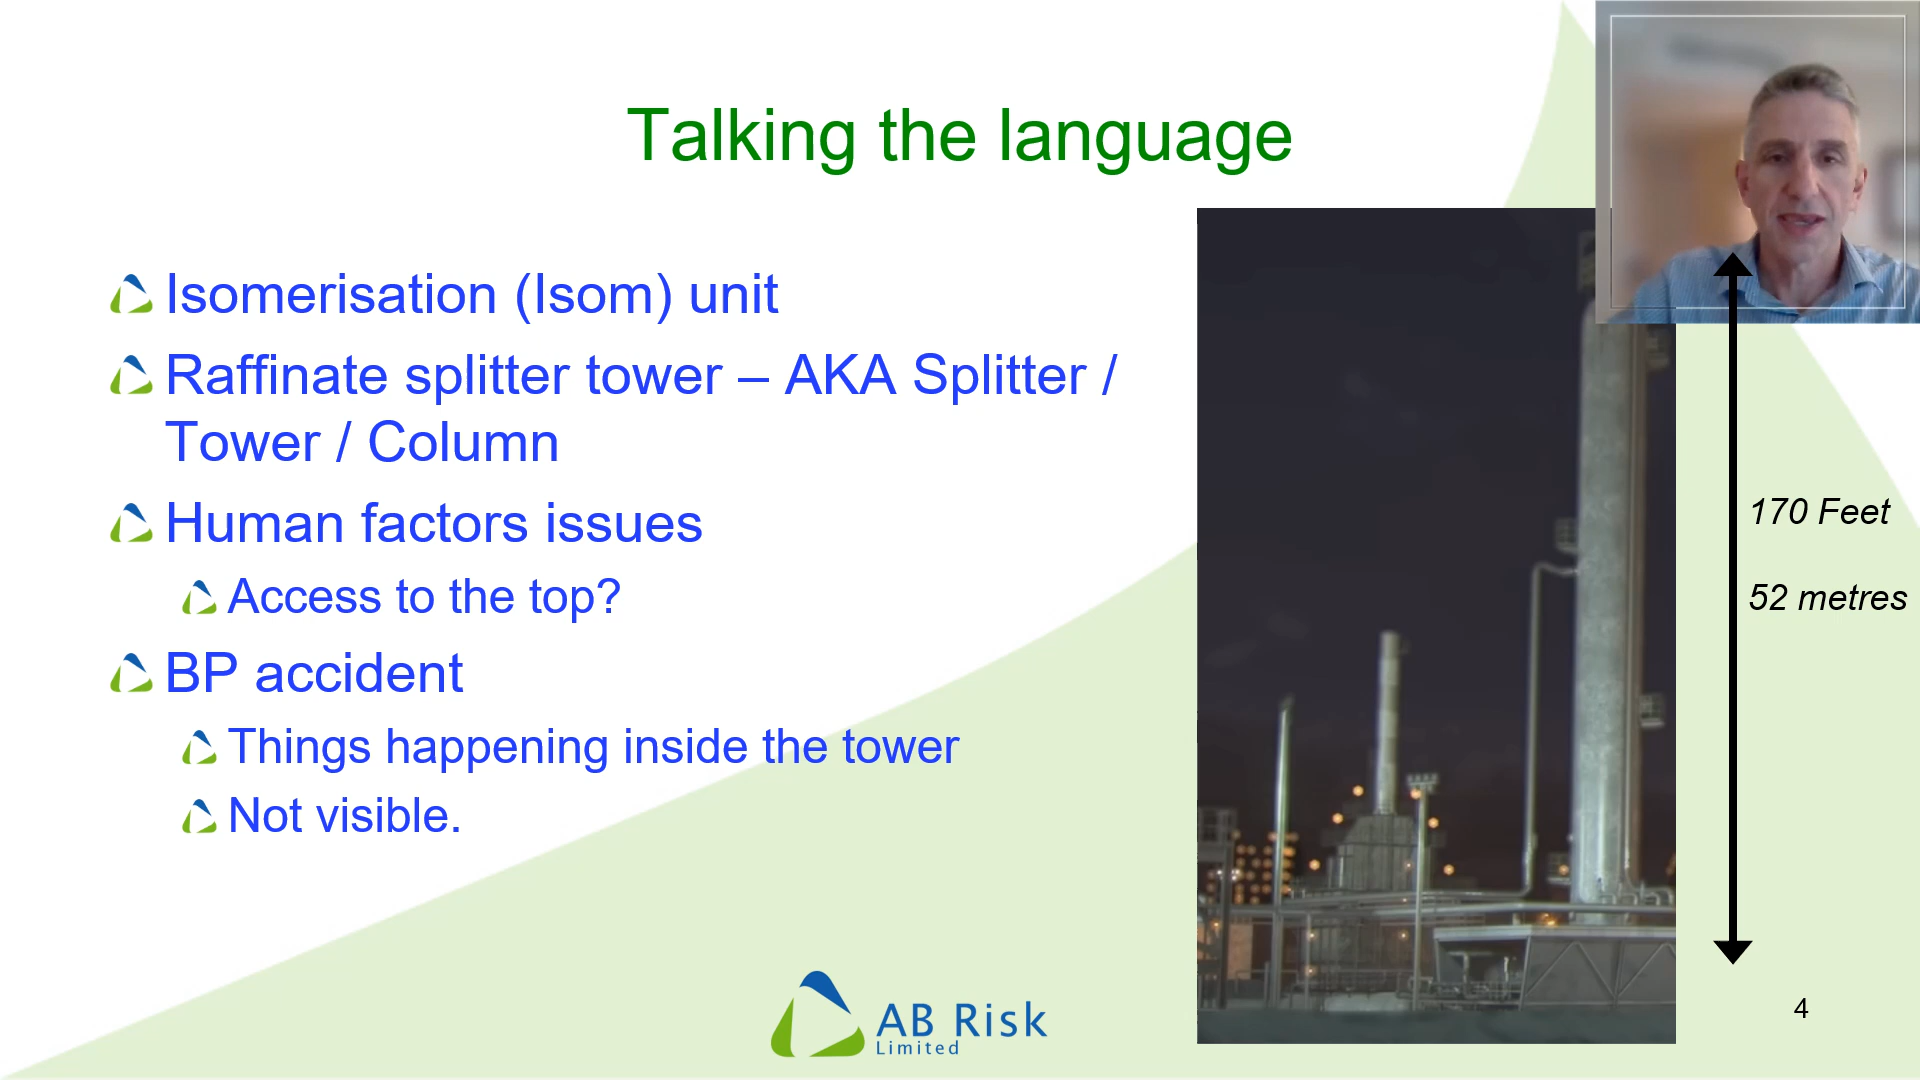 Talking the language
Isomerisation (Isom) unit
Raffinate splitter tower – AKA Splitter /
Tower / Column
Human factors issues
Access to the top?
BP accident
Things happening inside the tower
Not visible.
170 Feet
52 metres
AB Risk
Limited
4